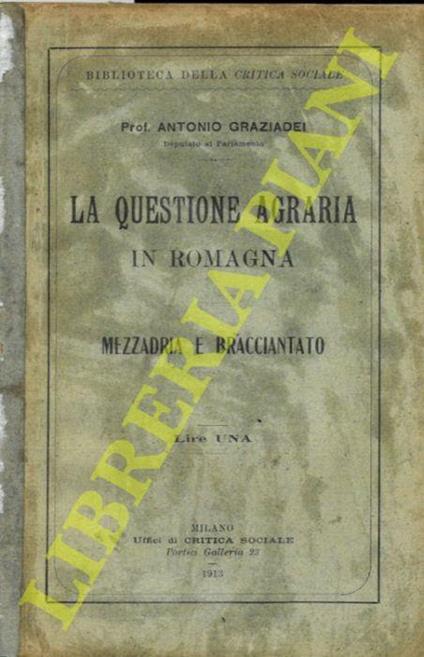 BIBLIOTECA DELLA CRITICA SOCIALE
Prof. ANTONIO GRAZIADEI
Deputato al Parlamento
LA QUESTIONE AGRARIA
IN ROMAGNA
MEZZADRIA E BRACCIANTATO
Lire UNA
MILANO
Uffici di CRITICA SOCIALE
Portici Galleria 23
1913
LIBRERIA PIANI